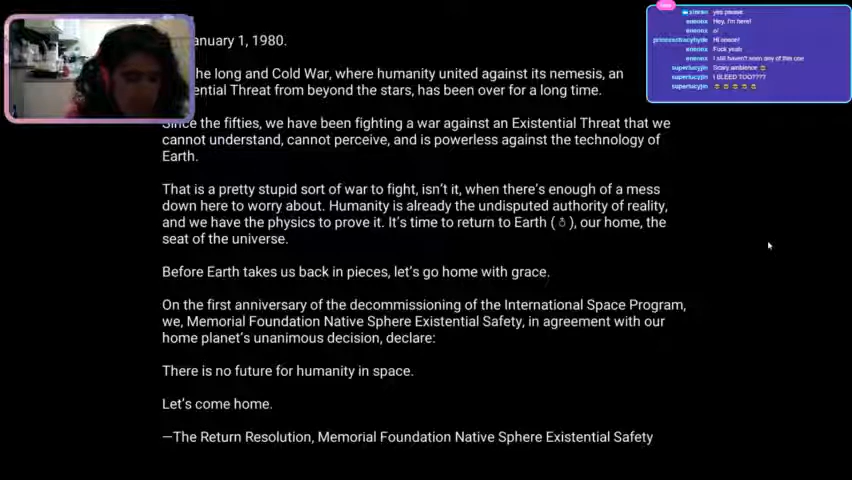 anuary 1, 1980.
he long and Cold War, where humanity united against its nemesis, an
ential Threat from beyond the stars, has been over for a long time.
Since the fifties, we have been fighting a war against an Existential Threat that we
cannot understand, cannot perceive, and is powerless against the technology of
Earth.
That is a pretty stupid sort of war to fight, isn't it, when there's enough of a mess
down here to worry about. Humanity is already the undisputed authority of reality,
and we have the physics to prove it. It's time to return to Earth (☃), our home, the
seat of the universe.
Before Earth takes us back in pieces, let's go home with grace.
On the first anniversary of the decommissioning of the International Space Program,
we, Memorial Foundation Native Sphere Existential Safety, in agreement with our
home planet's unanimous decision, declare:
There is no future for humanity in space.
Let's come home.
—The Return Resolution, Memorial Foundation Native Sphere Existential Safety
yes please
Hey, I'm here!
o/
Fuck yeah
I still haven't seen any of this one
superlucyjin Scary ambience
superlucyjin I BLEED TOO????
superlucyjin